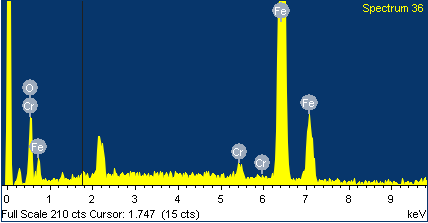 Spectrum 36
Fe
O
Cr
Fe
Cr
Cr
Fe
0 1 2 3 4 5 6 7 8 9
Full Scale 210 cts Cursor: 1.747 (15 cts) keV